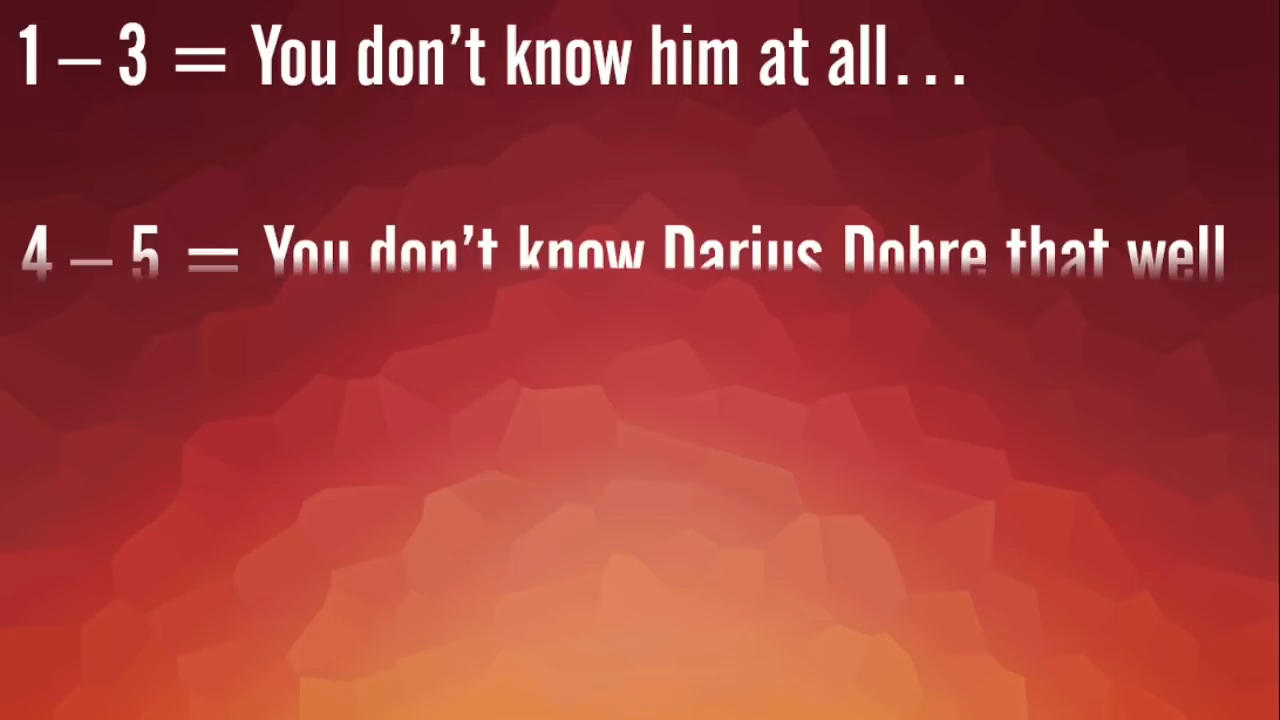 1 – 3 = You don't know him at all...
4 – 5 = You don't know Darius Dobre that well